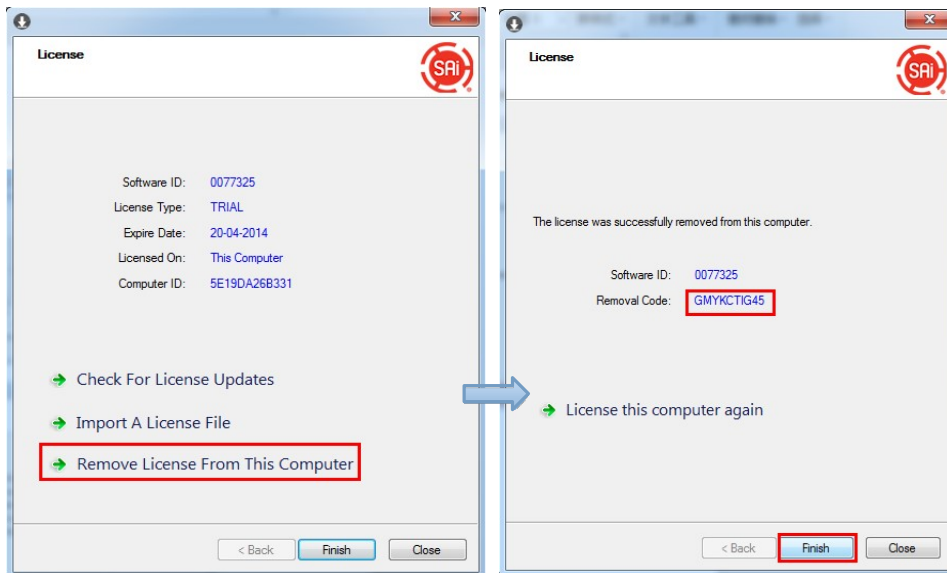 License
SAi
Software ID: 0077325
License Type: TRIAL
Expire Date: 20-04-2014
Licensed On: This Computer
Computer ID: 5E19DA26B331
Check For License Updates
Import A License File
Remove License From This Computer
< Back Finish Close
License
SAi
The license was successfully removed from this computer.
Software ID: 0077325
Removal Code: GMYKCTIG45
License this computer again
< Back Finish Close